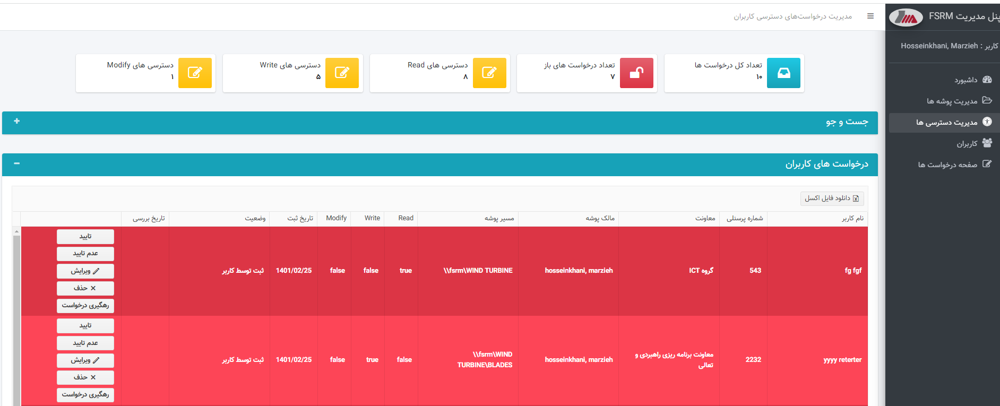 پنل مدیریت FSRM
کاربر : Hosseinkhani, Marzieh
داشبورد
مدیریت پوشه ها
مدیریت دسترسی ها
کاربران
صفحه درخواست ها
مدیریت درخواست‌های دسترسی کاربران
تعداد کل درخواست ها
۱۰
تعداد درخواست های باز
۷
دسترسی های Read
۸
دسترسی های Write
۵
دسترسی های Modify
۱
جست و جو
درخواست های کاربران
دانلود فایل اکسل
نام کاربر شماره پرسنلی معاونت مالک پوشه مسیر پوشه Read Write Modify تاریخ ثبت وضعیت تاریخ بررسی
fg fgf 543 گروه ICT hosseinkhani, marzieh \\fsrm\WIND TURBINE true false false 1401/02/25 ثبت توسط کاربر
تایید
عدم تایید
ویرایش
حذف
رهگیری درخواست
yyyy reterter 2232 معاونت برنامه ریزی راهبردی و
تعالی
hosseinkhani, marzieh \\fsrm\WIND
TURBINE\BLADES
false true false 1401/02/25 ثبت توسط کاربر
تایید
عدم تایید
ویرایش
حذف
رهگیری درخواست